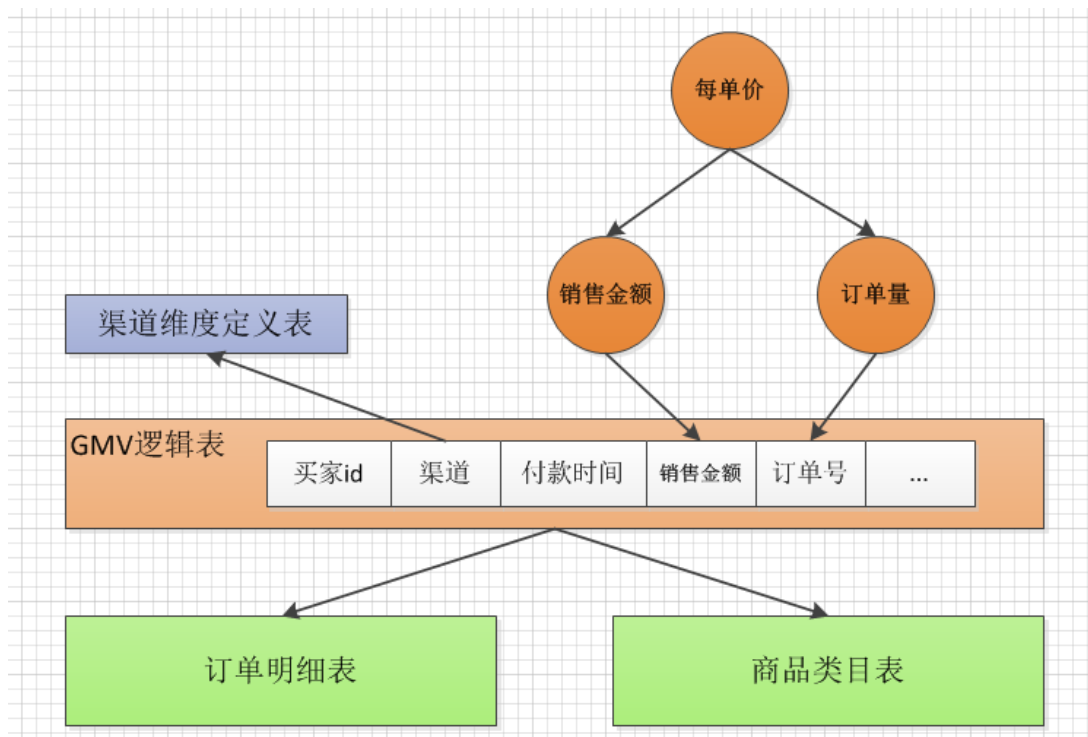 每单价
销售金额
订单量
渠道维度定义表
GMV逻辑表
买家id
渠道
付款时间
销售金额
订单号
...
订单明细表
商品类目表